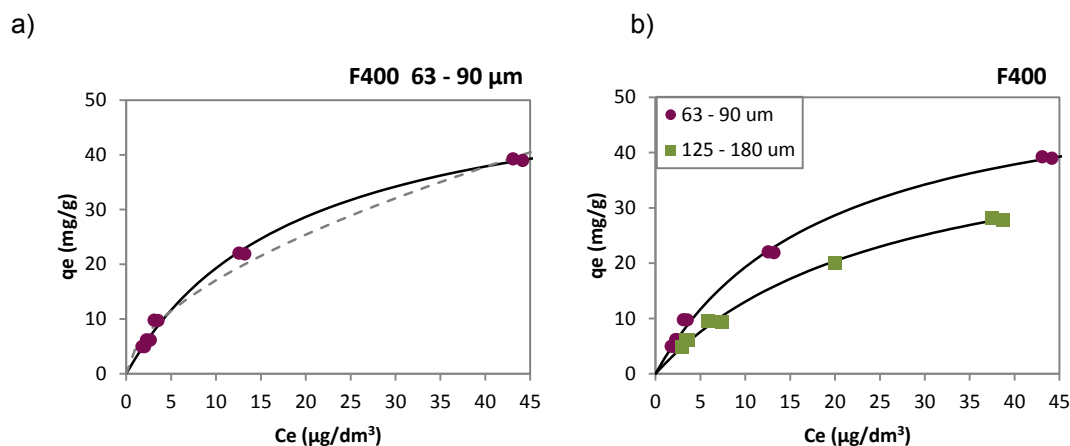 a)
F400 63 - 90 µm
50
40
30
20
10
0
qe (mg/g)
0 5 10 15 20 25 30 35 40 45
Ce (µg/dm³)
b)
F400
63 - 90 um
125 - 180 um
50
40
30
20
10
0
qe (mg/g)
0 5 10 15 20 25 30 35 40 45
Ce (µg/dm³)